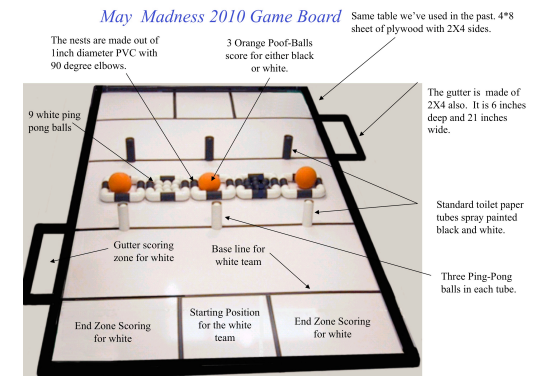 May Madness 2010 Game Board
Same table we've used in the past. 4*8
sheet of plywood with 2X4 sides.
The nests are made out of
1inch diameter PVC with
90 degree elbows.
3 Orange Poof-Balls
score for either black
or white.
The gutter is made of
2X4 also. It is 6 inches
deep and 21 inches
wide.
9 white ping
pong balls
Standard toilet paper
tubes spray painted
black and white.
Gutter scoring
zone for white
Base line for
white team
Three Ping-Pong
balls in each tube.
End Zone Scoring
for white
Starting Position
for the white
team
End Zone Scoring
for white